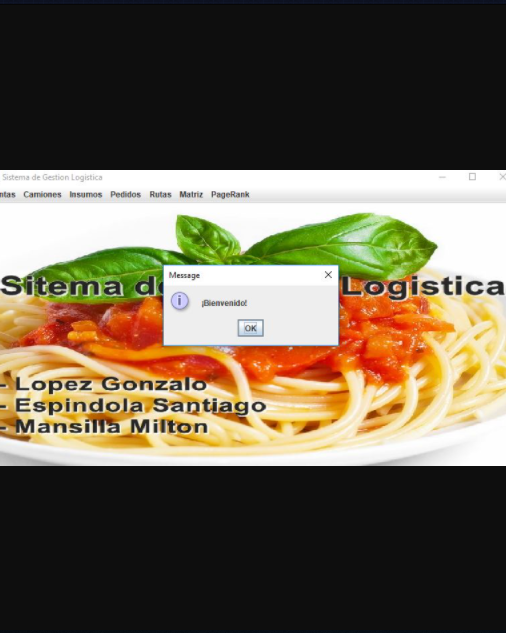 Sistema de Gestion Logistica
ntas Camiones Insumos Pedidos Rutas Matriz PageRank
Message
¡Bienvenido!
OK
Sitema de Logistica
- Lopez Gonzalo
- Espindola Santiago
- Mansilla Milton